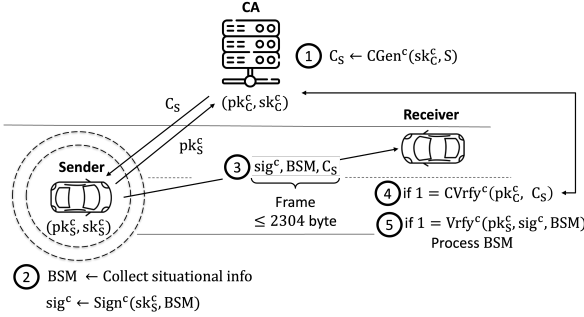 CA
① C_S ← CGen^c(sk_C^c, S)
C_S
(pk_C^c, sk_C^c)
Receiver
pk_S^c
Sender
③ sig^c, BSM, C_S
(pk_S^c, sk_S^c)
Frame
≤ 2304 byte
④ if 1 = CVrfy^c(pk_C^c, C_S)
⑤ if 1 = Vrfy^c(pk_S^c, sig^c, BSM)
Process BSM
② BSM ← Collect situational info
sig^c ← Sign^c(sk_S^c, BSM)